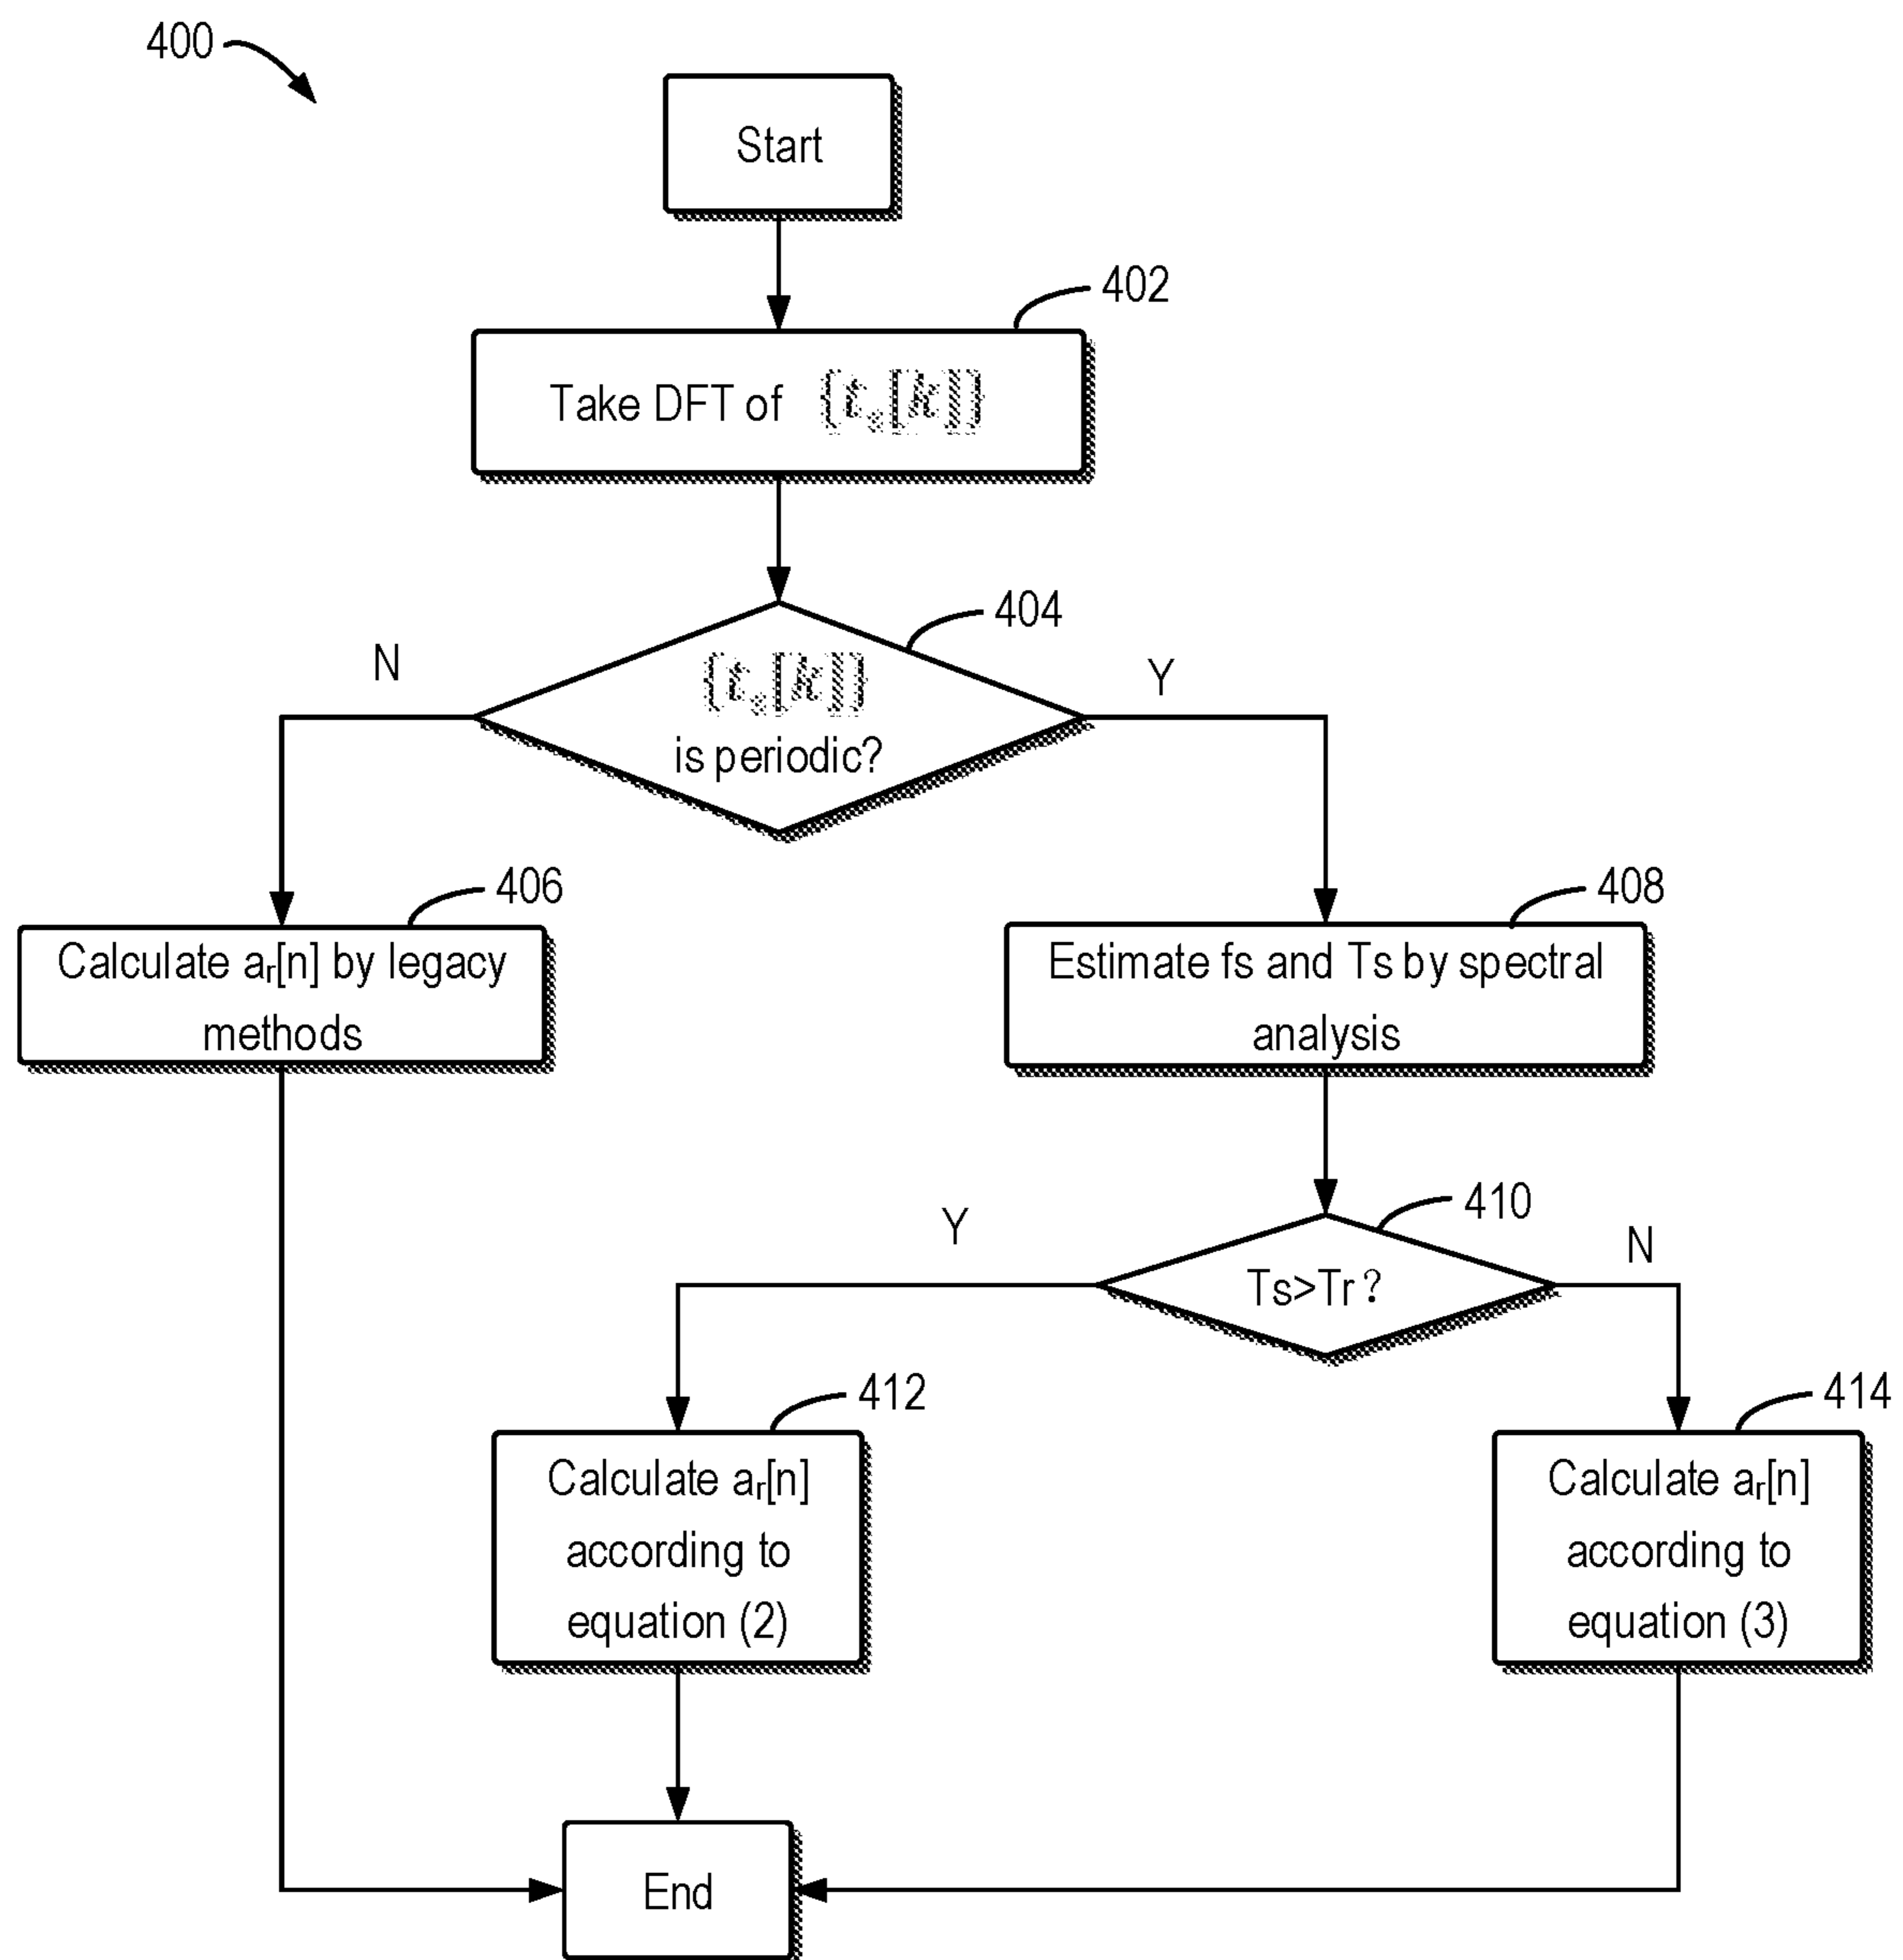 400
Start
402
Take DFT of {tₛ[k]}
404
N
Y
{tₛ[k]}
is periodic?
406
408
Calculate aᵣ[n] by legacy
methods
Estimate fs and Ts by spectral
analysis
410
Y
N
Ts>Tr?
412
414
Calculate aᵣ[n]
according to
equation (2)
Calculate aᵣ[n]
according to
equation (3)
End